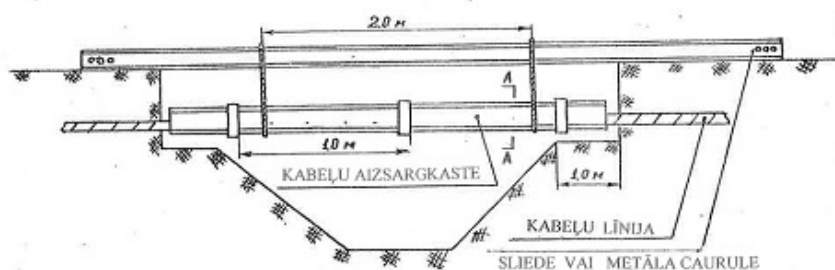 2.0 м
A
1.0 м
A
KABEĻU AIZSARGKASTE
1,0 м
KABEĻU LĪNIJA
SLIEDE VAI METĀLA CAURULE